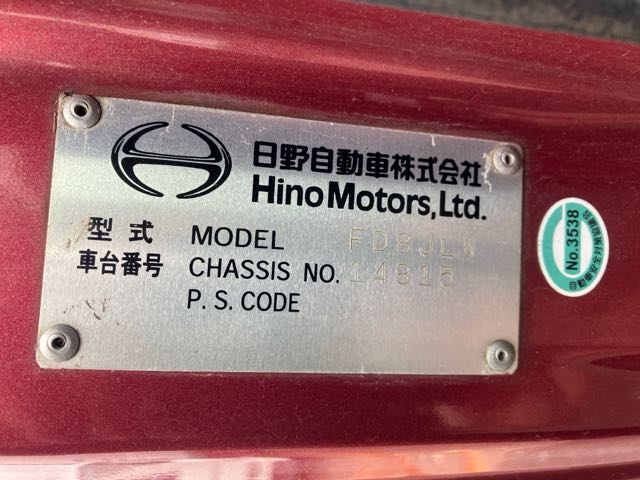 日野自動車株式会社
Hino Motors, Ltd.
型式 MODEL FD8JLW
車台番号 CHASSIS NO. 14815
P. S. CODE
No.3538